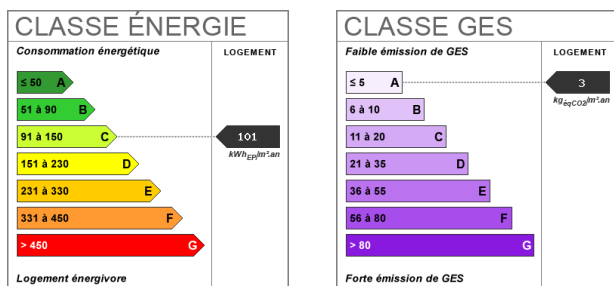 CLASSE ÉNERGIE
Consommation énergétique
LOGEMENT
≤ 50 A
51 à 90 B
91 à 150 C
101
kWhEP/m².an
151 à 230 D
231 à 330 E
331 à 450 F
> 450 G
Logement énergivore
CLASSE GES
Faible émission de GES
LOGEMENT
≤ 5 A
3
kgéqCO2/m².an
6 à 10 B
11 à 20 C
21 à 35 D
36 à 55 E
56 à 80 F
> 80 G
Forte émission de GES